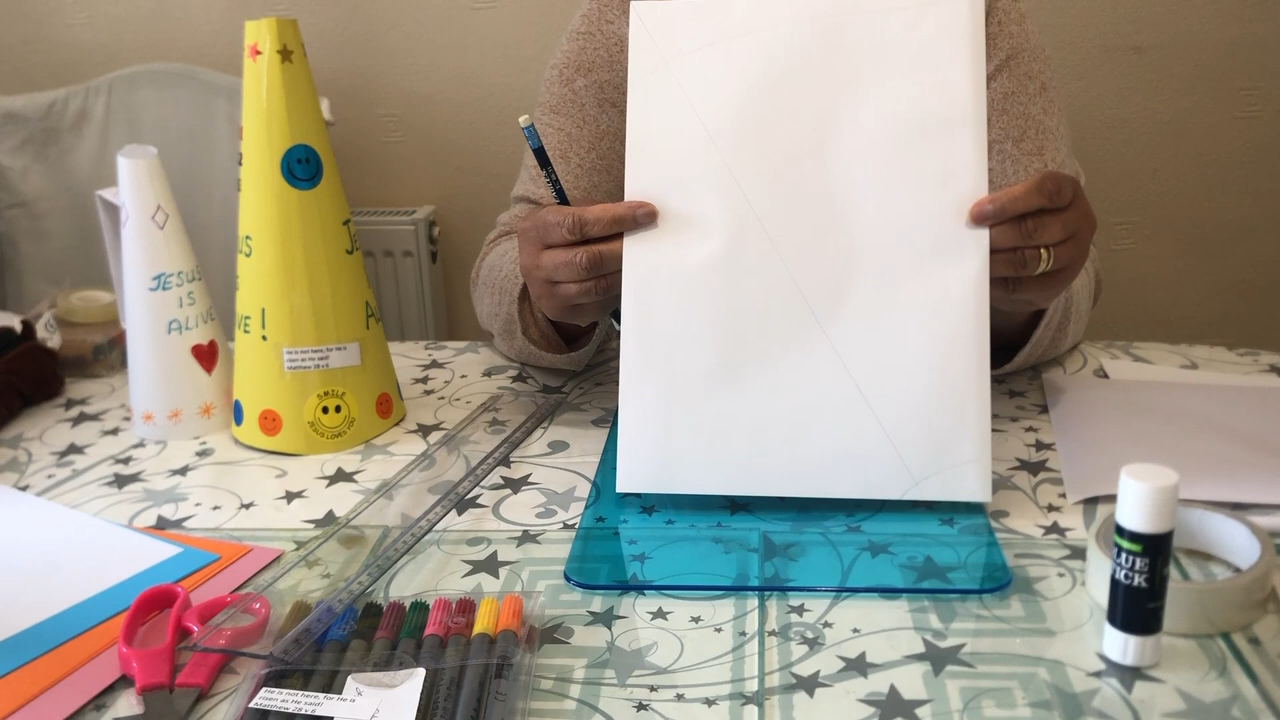 JESUS
IS
ALIVE
US
VE!
JE
A
He is not here, for He is
risen as He said!
Matthew 28 v 6
SMILE
JESUS LOVES YOU
He is not here, for He is
risen as He said!
Matthew 28 v 6
GLUE
STICK